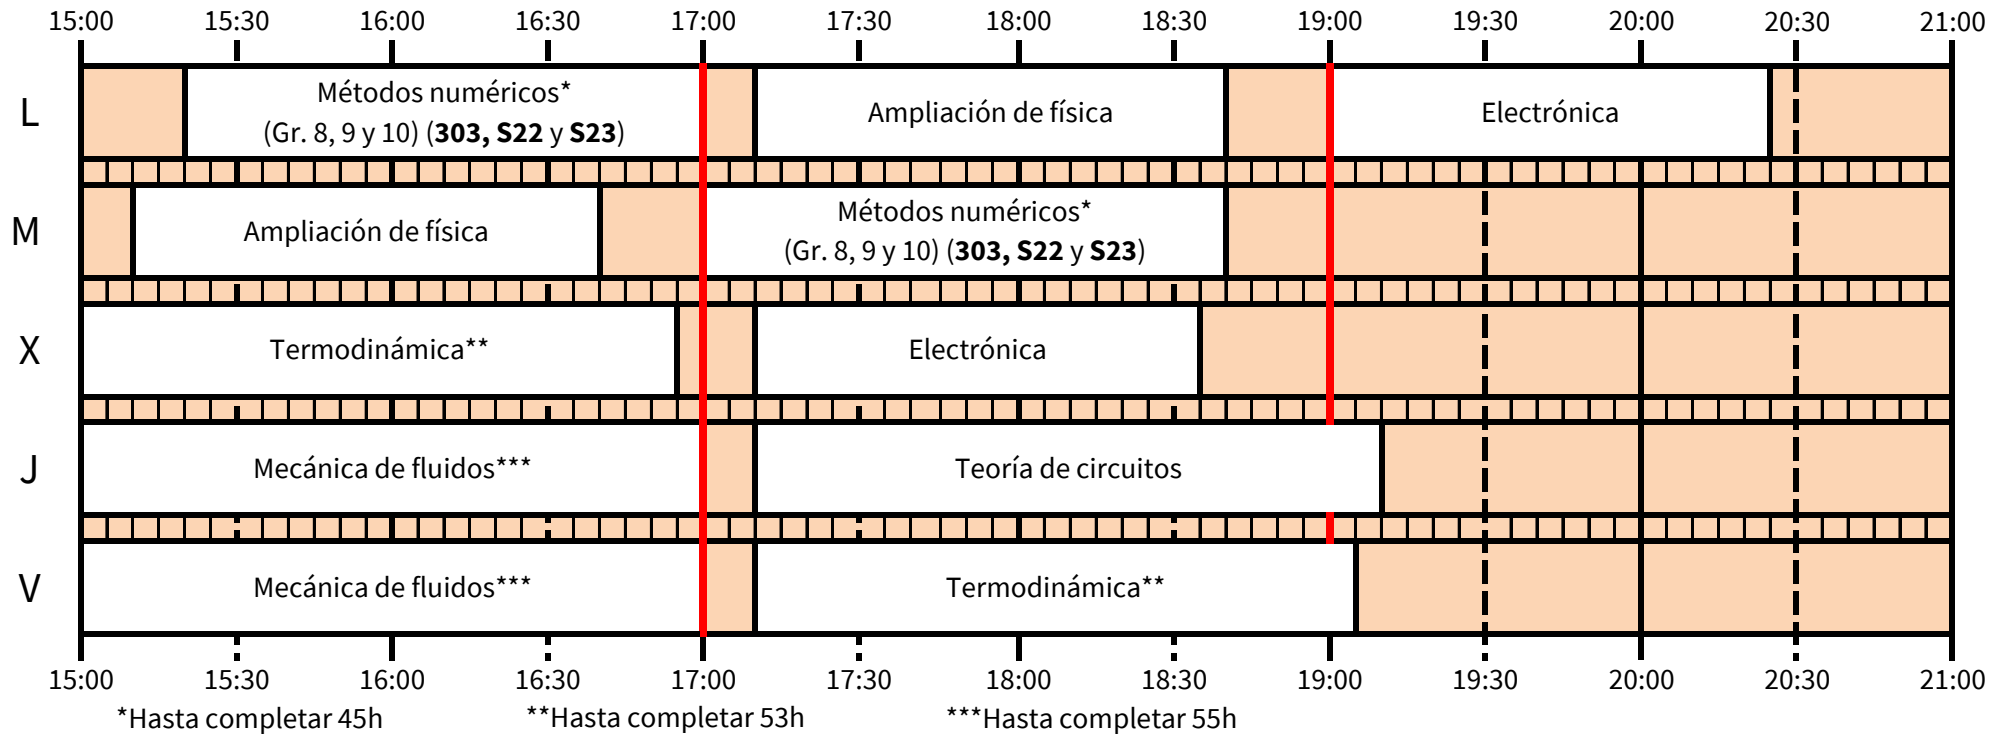 15:00 15:30 16:00 16:30 17:00 17:30 18:00 18:30 19:00 19:30 20:00 20:30 21:00
L
Métodos numéricos*
(Gr. 8, 9 y 10) (303, S22 y S23)
Ampliación de física
Electrónica
M
Ampliación de física
Métodos numéricos*
(Gr. 8, 9 y 10) (303, S22 y S23)
X
Termodinámica**
Electrónica
J
Mecánica de fluidos***
Teoría de circuitos
V
Mecánica de fluidos***
Termodinámica**
15:00 15:30 16:00 16:30 17:00 17:30 18:00 18:30 19:00 19:30 20:00 20:30 21:00
*Hasta completar 45h
**Hasta completar 53h
***Hasta completar 55h